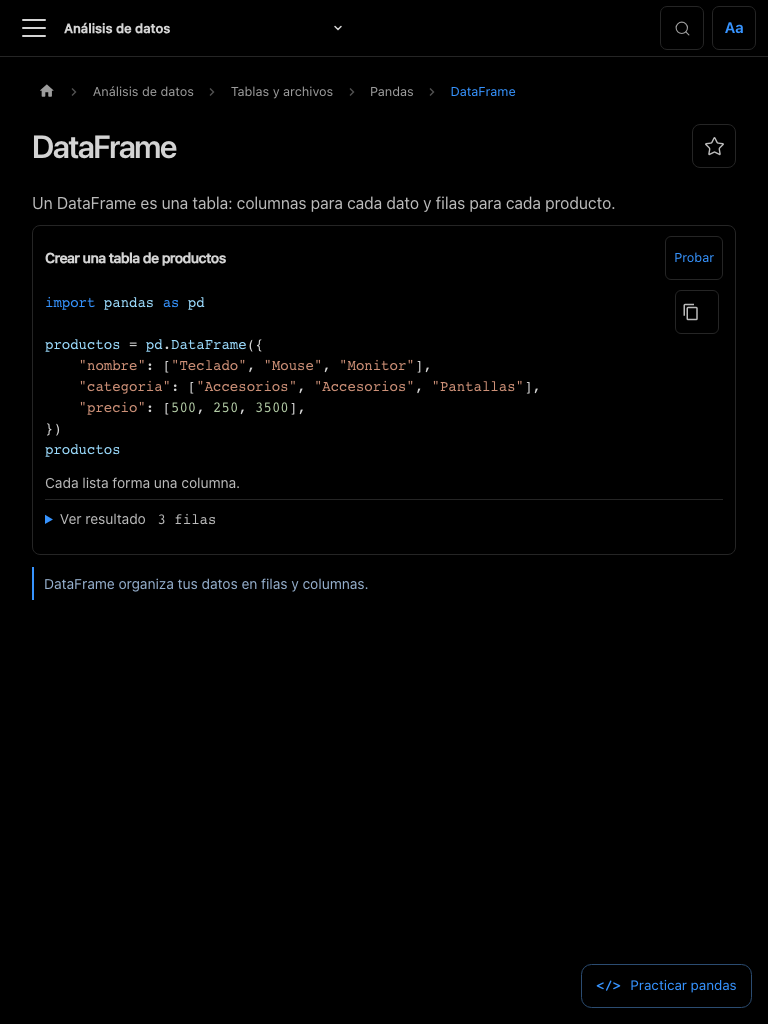 Análisis de datos
Aa
Análisis de datos > Tablas y archivos > Pandas > DataFrame
DataFrame
Un DataFrame es una tabla: columnas para cada dato y filas para cada producto.
Crear una tabla de productos
Probar
import pandas as pd
productos = pd.DataFrame({
    "nombre": ["Teclado", "Mouse", "Monitor"],
    "categoria": ["Accesorios", "Accesorios", "Pantallas"],
    "precio": [500, 250, 3500],
})
productos
Cada lista forma una columna.
Ver resultado 3 filas
DataFrame organiza tus datos en filas y columnas.
</> Practicar pandas